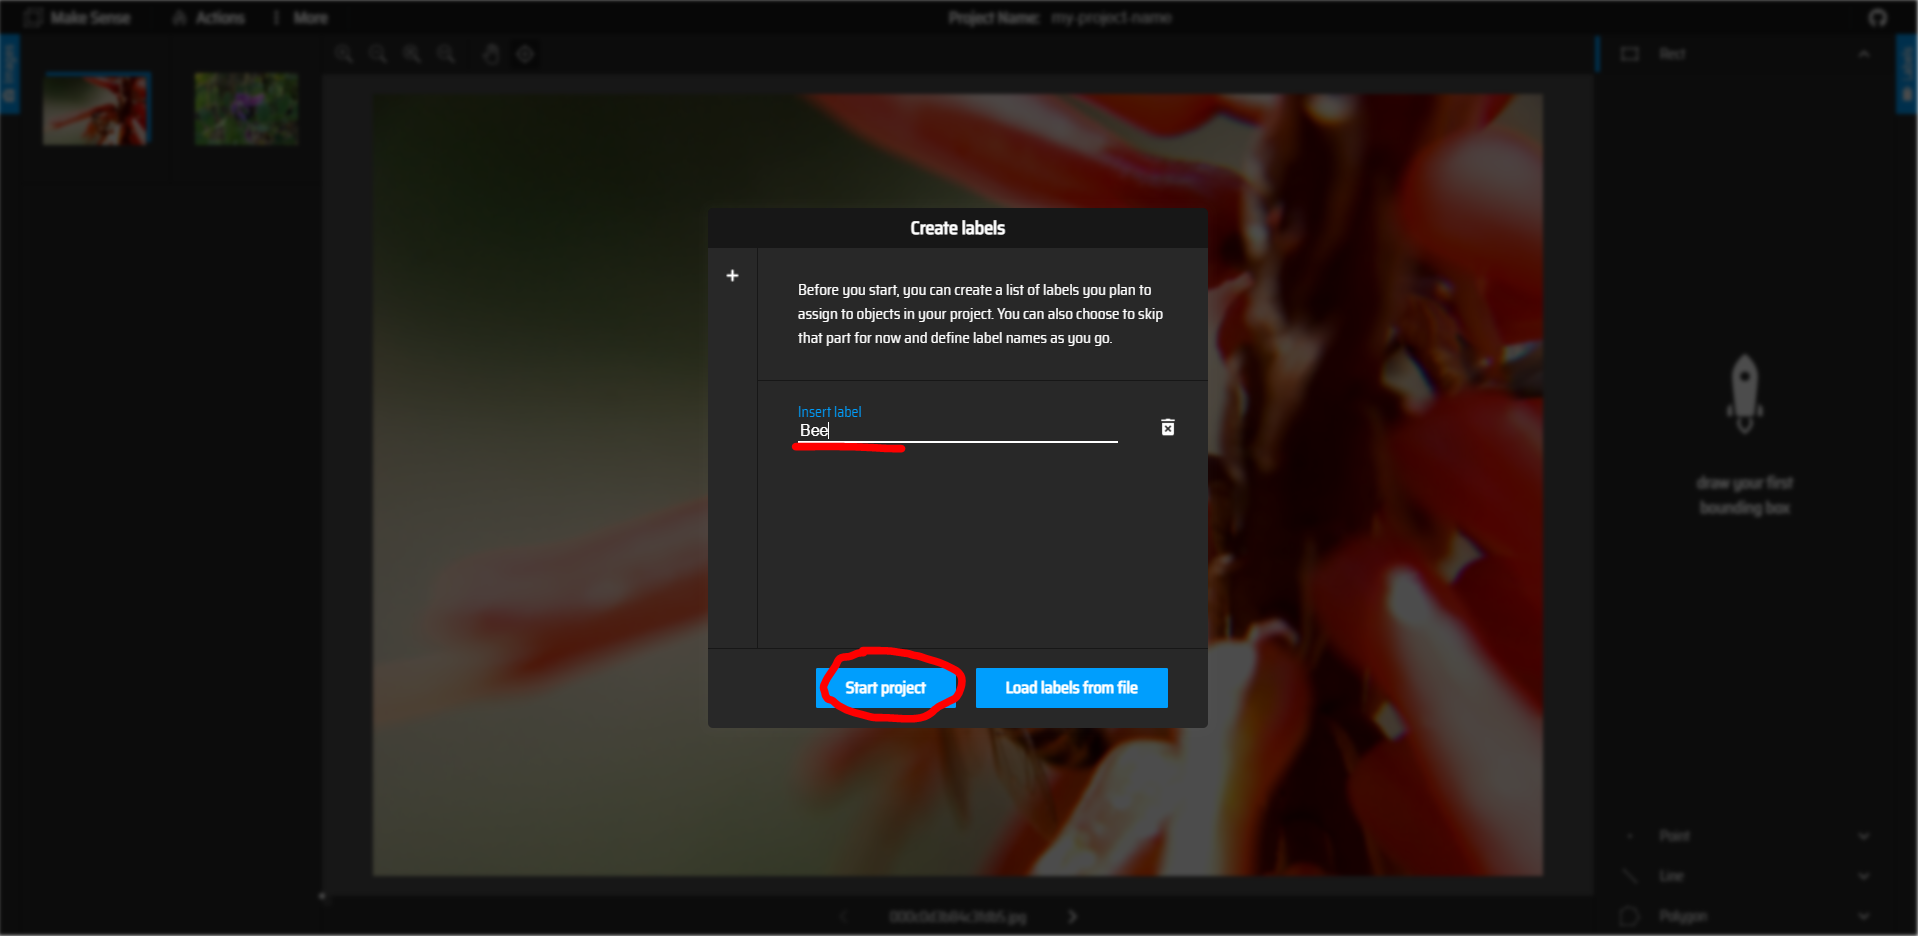 Make Sense
Actions
More
Project Name: my-project-name
Images
Rect
Labels
Create labels
Before you start, you can create a list of labels you plan to
assign to objects in your project. You can also choose to skip
that part for now and define label names as you go.
Insert label
Bee
Start project
Load labels from file
draw your first
bounding box
Point
Line
Polygon